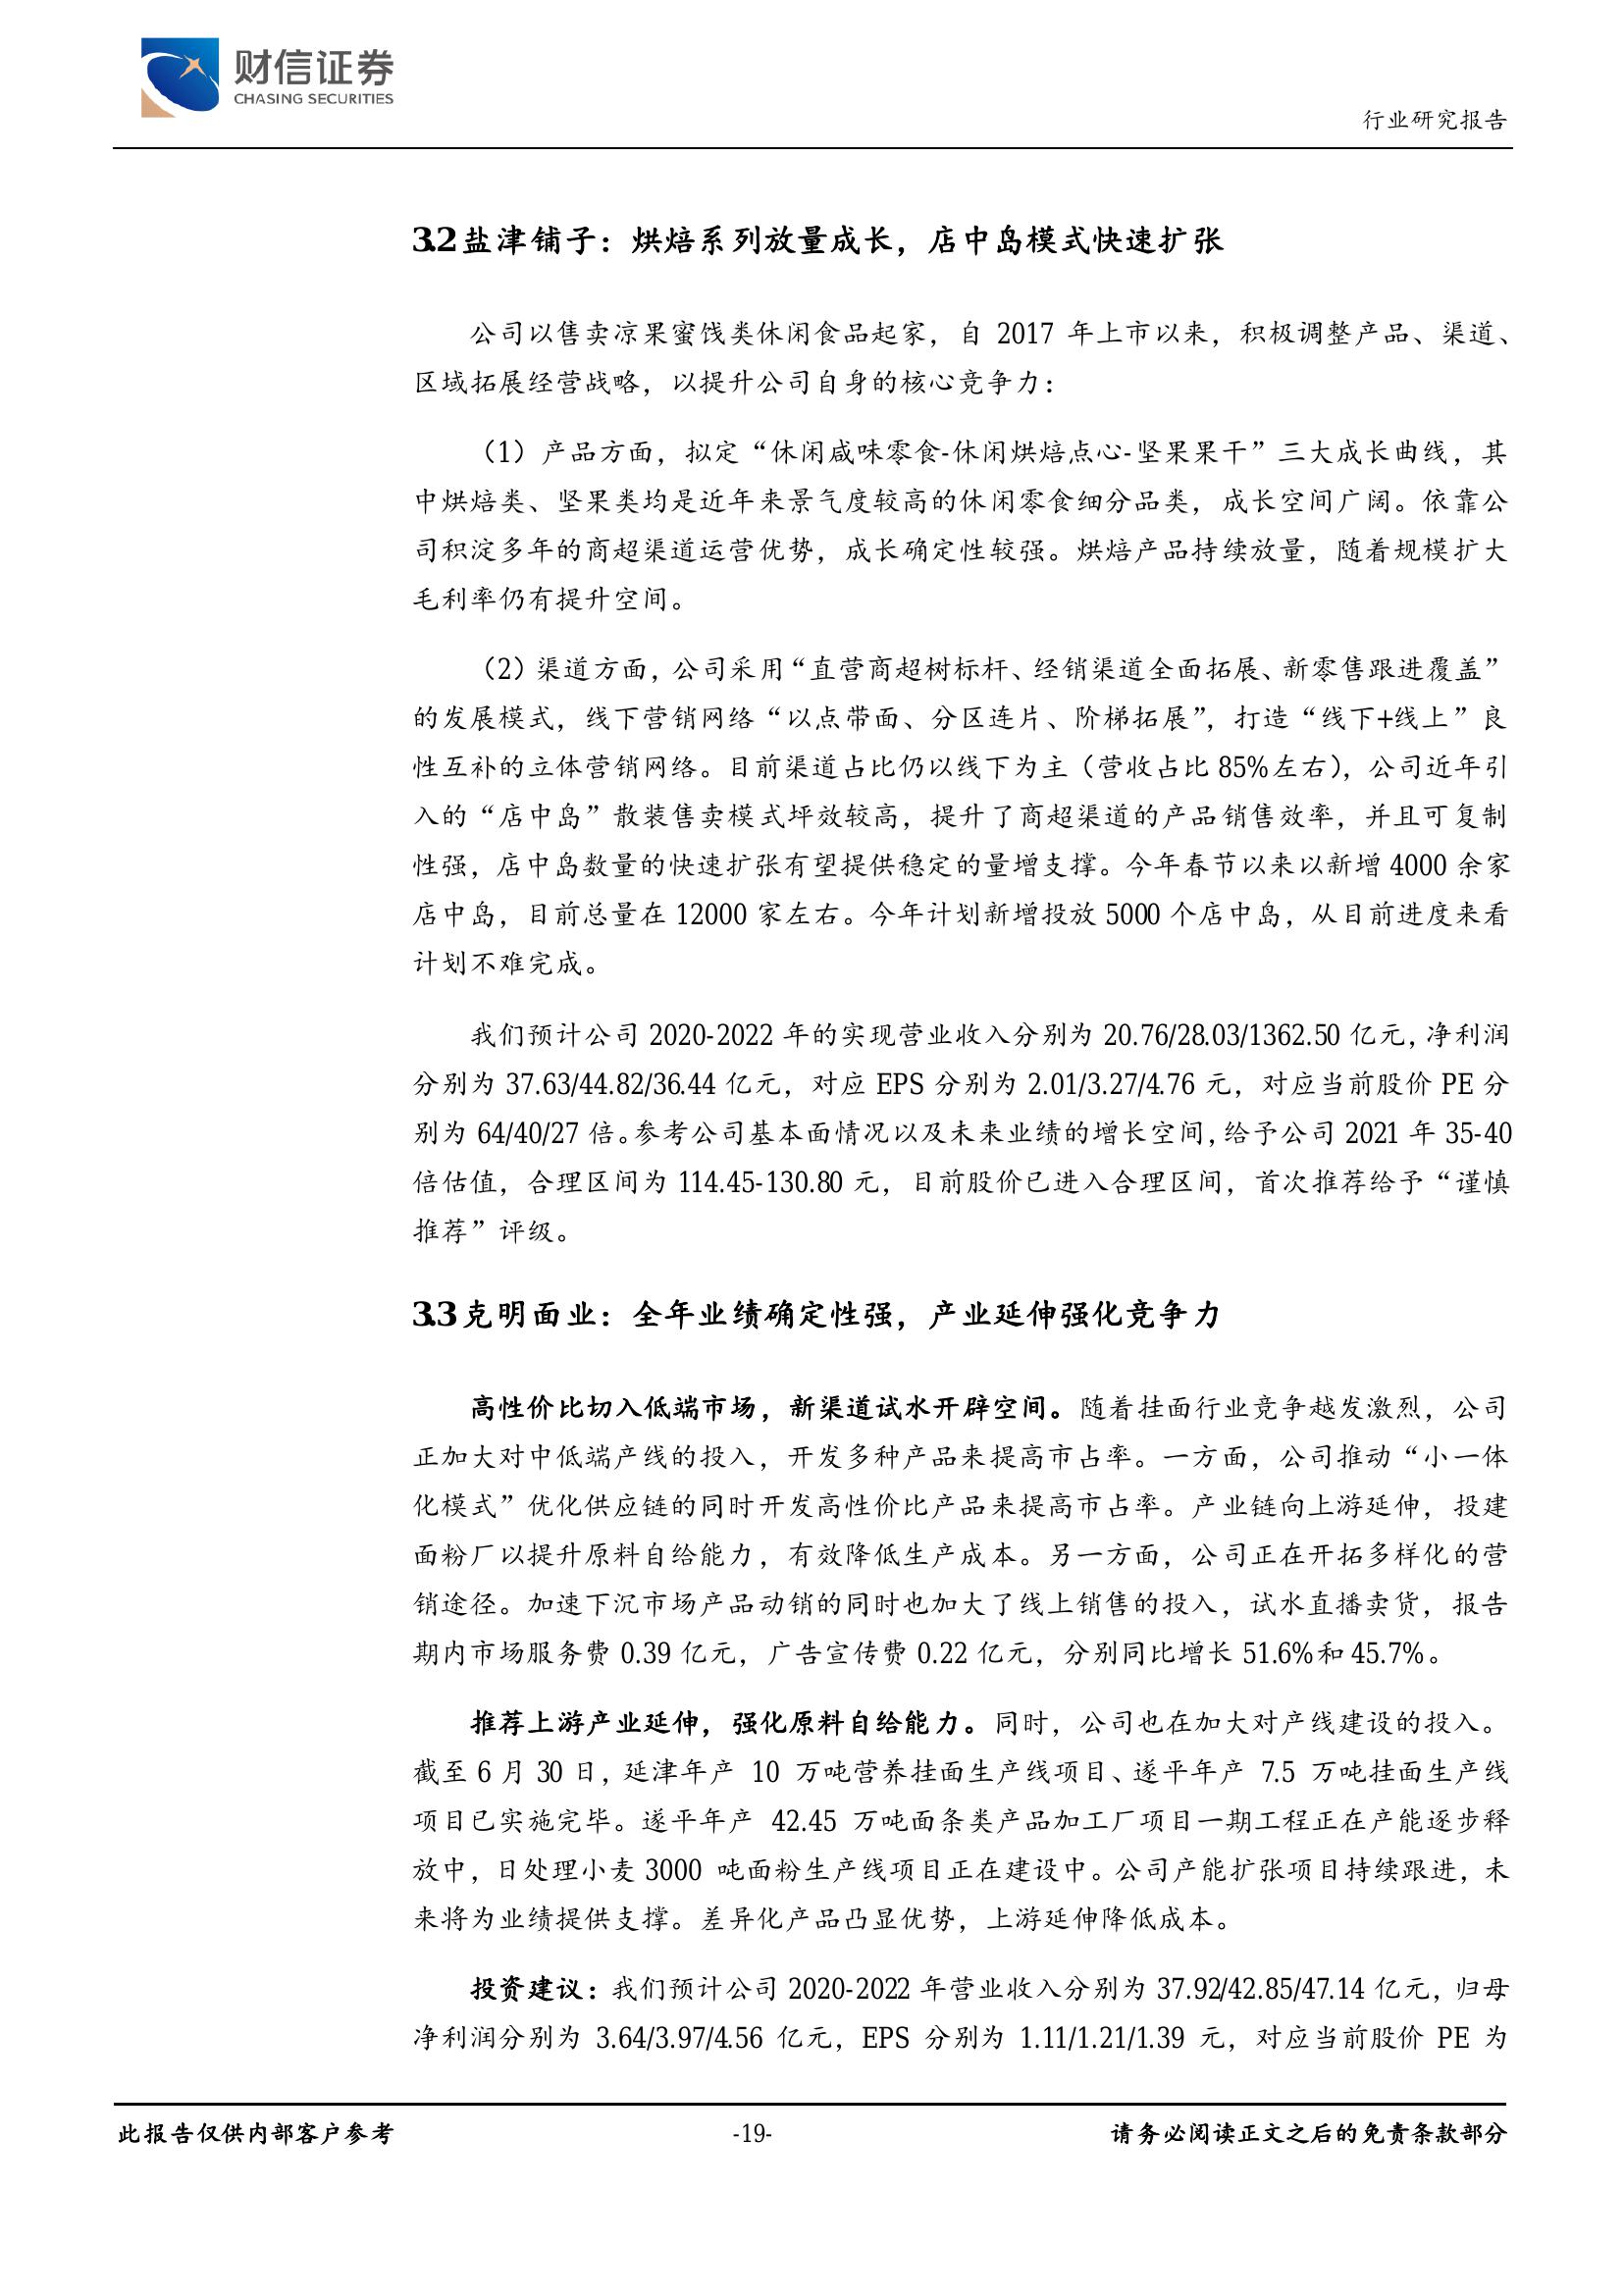 财信证券
CHASING SECURITIES
行业研究报告
3.2 盐津铺子：烘焙系列放量成长，店中岛模式快速扩张
公司以售卖凉果蜜饯类休闲食品起家，自 2017 年上市以来，积极调整产品、渠道、
区域拓展经营战略，以提升公司自身的核心竞争力：
（1）产品方面，拟定“休闲咸味零食-休闲烘焙点心-坚果果干”三大成长曲线，其
中烘焙类、坚果类均是近年来景气度较高的休闲零食细分品类，成长空间广阔。依靠公
司积淀多年的商超渠道运营优势，成长确定性较强。烘焙产品持续放量，随着规模扩大
毛利率仍有提升空间。
（2）渠道方面，公司采用“直营商超树标杆、经销渠道全面拓展、新零售跟进覆盖”
的发展模式，线下营销网络“以点带面、分区连片、阶梯拓展”，打造“线下+线上”良
性互补的立体营销网络。目前渠道占比仍以线下为主（营收占比 85%左右），公司近年引
入的“店中岛”散装售卖模式坪效较高，提升了商超渠道的产品销售效率，并且可复制
性强，店中岛数量的快速扩张有望提供稳定的量增支撑。今年春节以来以新增 4000 余家
店中岛，目前总量在 12000 家左右。今年计划新增投放 5000 个店中岛，从目前进度来看
计划不难完成。
我们预计公司 2020-2022 年的实现营业收入分别为 20.76/28.03/1362.50 亿元，净利润
分别为 37.63/44.82/36.44 亿元，对应 EPS 分别为 2.01/3.27/4.76 元，对应当前股价 PE 分
别为 64/40/27 倍。参考公司基本面情况以及未来业绩的增长空间，给予公司 2021 年 35-40
倍估值，合理区间为 114.45-130.80 元，目前股价已进入合理区间，首次推荐给予“谨慎
推荐”评级。
3.3 克明面业：全年业绩确定性强，产业延伸强化竞争力
高性价比切入低端市场，新渠道试水开辟空间。随着挂面行业竞争越发激烈，公司
正加大对中低端产线的投入，开发多种产品来提高市占率。一方面，公司推动“小一体
化模式”优化供应链的同时开发高性价比产品来提高市占率。产业链向上游延伸，投建
面粉厂以提升原料自给能力，有效降低生产成本。另一方面，公司正在开拓多样化的营
销途径。加速下沉市场产品动销的同时也加大了线上销售的投入，试水直播卖货，报告
期内市场服务费 0.39 亿元，广告宣传费 0.22 亿元，分别同比增长 51.6%和 45.7%。
推荐上游产业延伸，强化原料自给能力。同时，公司也在加大对产线建设的投入。
截至 6 月 30 日，延津年产 10 万吨营养挂面生产线项目、遂平年产 7.5 万吨挂面生产线
项目已实施完毕。遂平年产 42.45 万吨面条类产品加工厂项目一期工程正在产能逐步释
放中，日处理小麦 3000 吨面粉生产线项目正在建设中。公司产能扩张项目持续跟进，未
来将为业绩提供支撑。差异化产品凸显优势，上游延伸降低成本。
投资建议：我们预计公司 2020-2022 年营业收入分别为 37.92/42.85/47.14 亿元，归母
净利润分别为 3.64/3.97/4.56 亿元，EPS 分别为 1.11/1.21/1.39 元，对应当前股价 PE 为
此报告仅供内部客户参考
-19-
请务必阅读正文之后的免责条款部分